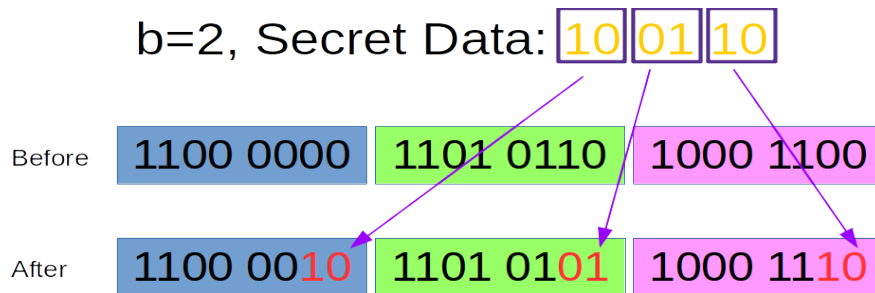 b=2, Secret Data: 10 01 10
Before 1100 0000 1101 0110 1000 1100
After 1100 0010 1101 0101 1000 1110